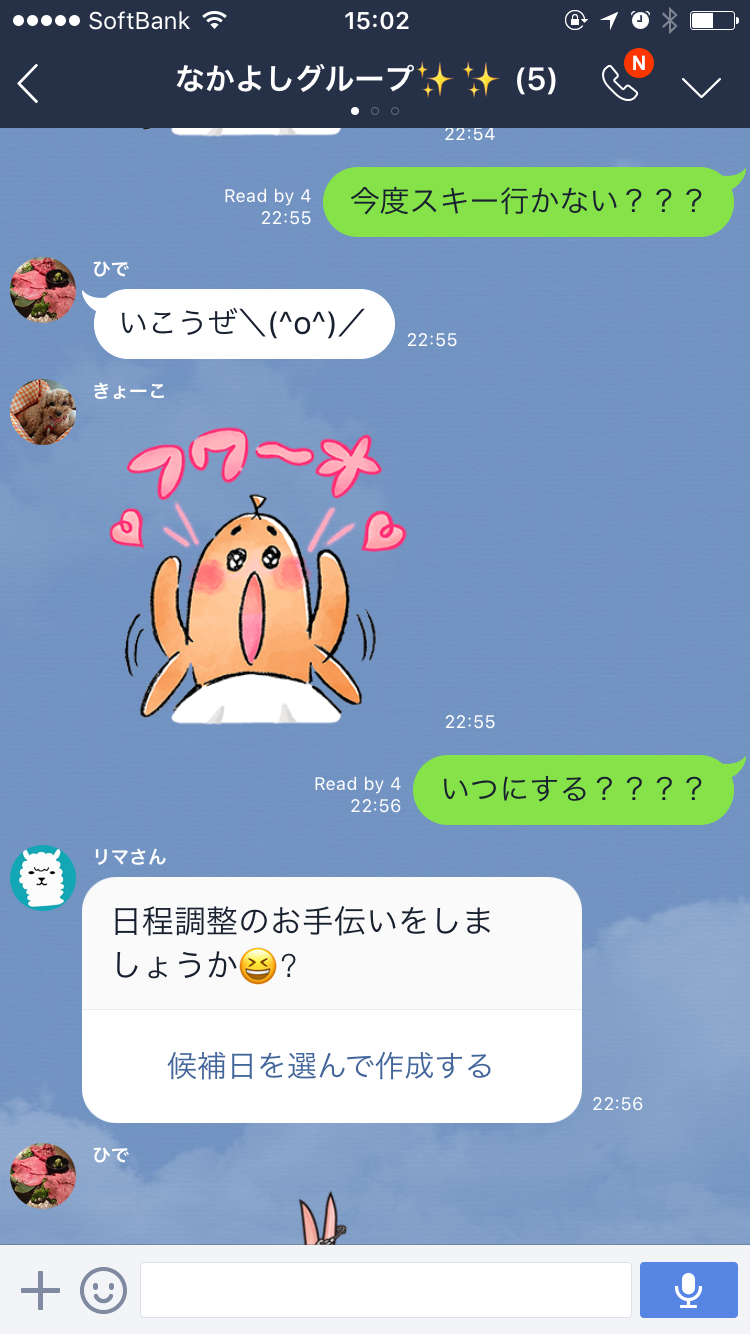 SoftBank 15:02
なかよしグループ✨✨ (5)
N
22:54
Read by 4
22:55
今度スキー行かない？？？
ひで
いこうぜ＼(^o^)／
22:55
きょーこ
フワ〜ォ
22:55
Read by 4
22:56
いつにする？？？？
リマさん
日程調整のお手伝いをしま
しょうか😆?
候補日を選んで作成する
22:56
ひで